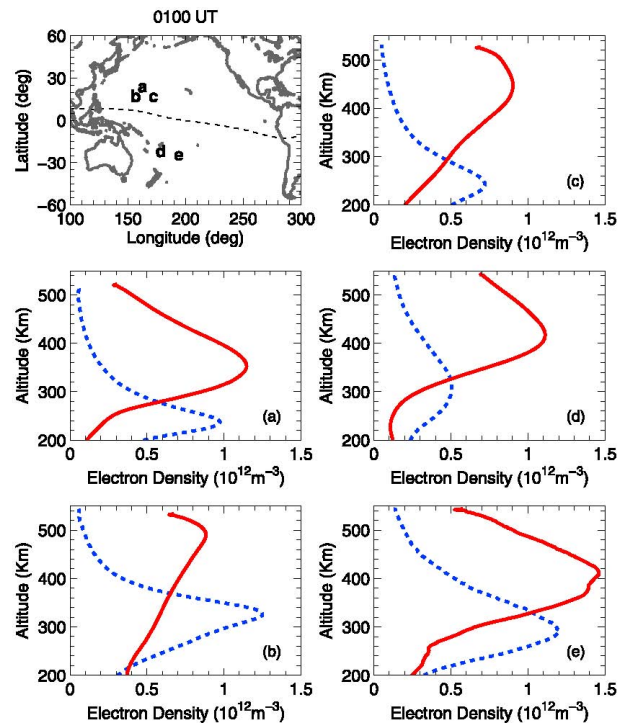 0100 UT
60
30
0
−30
−60
Latitude (deg)
100 150 200 250 300
Longitude (deg)
a
b c
d e
500
400
300
200
Altitude (Km)
(c)
0 0.5 1 1.5
Electron Density (10¹²m⁻³)
500
400
300
200
Altitude (Km)
(a)
0 0.5 1 1.5
Electron Density (10¹²m⁻³)
500
400
300
200
Altitude (Km)
(d)
0 0.5 1 1.5
Electron Density (10¹²m⁻³)
500
400
300
200
Altitude (Km)
(b)
0 0.5 1 1.5
Electron Density (10¹²m⁻³)
500
400
300
200
Altitude (Km)
(e)
0 0.5 1 1.5
Electron Density (10¹²m⁻³)